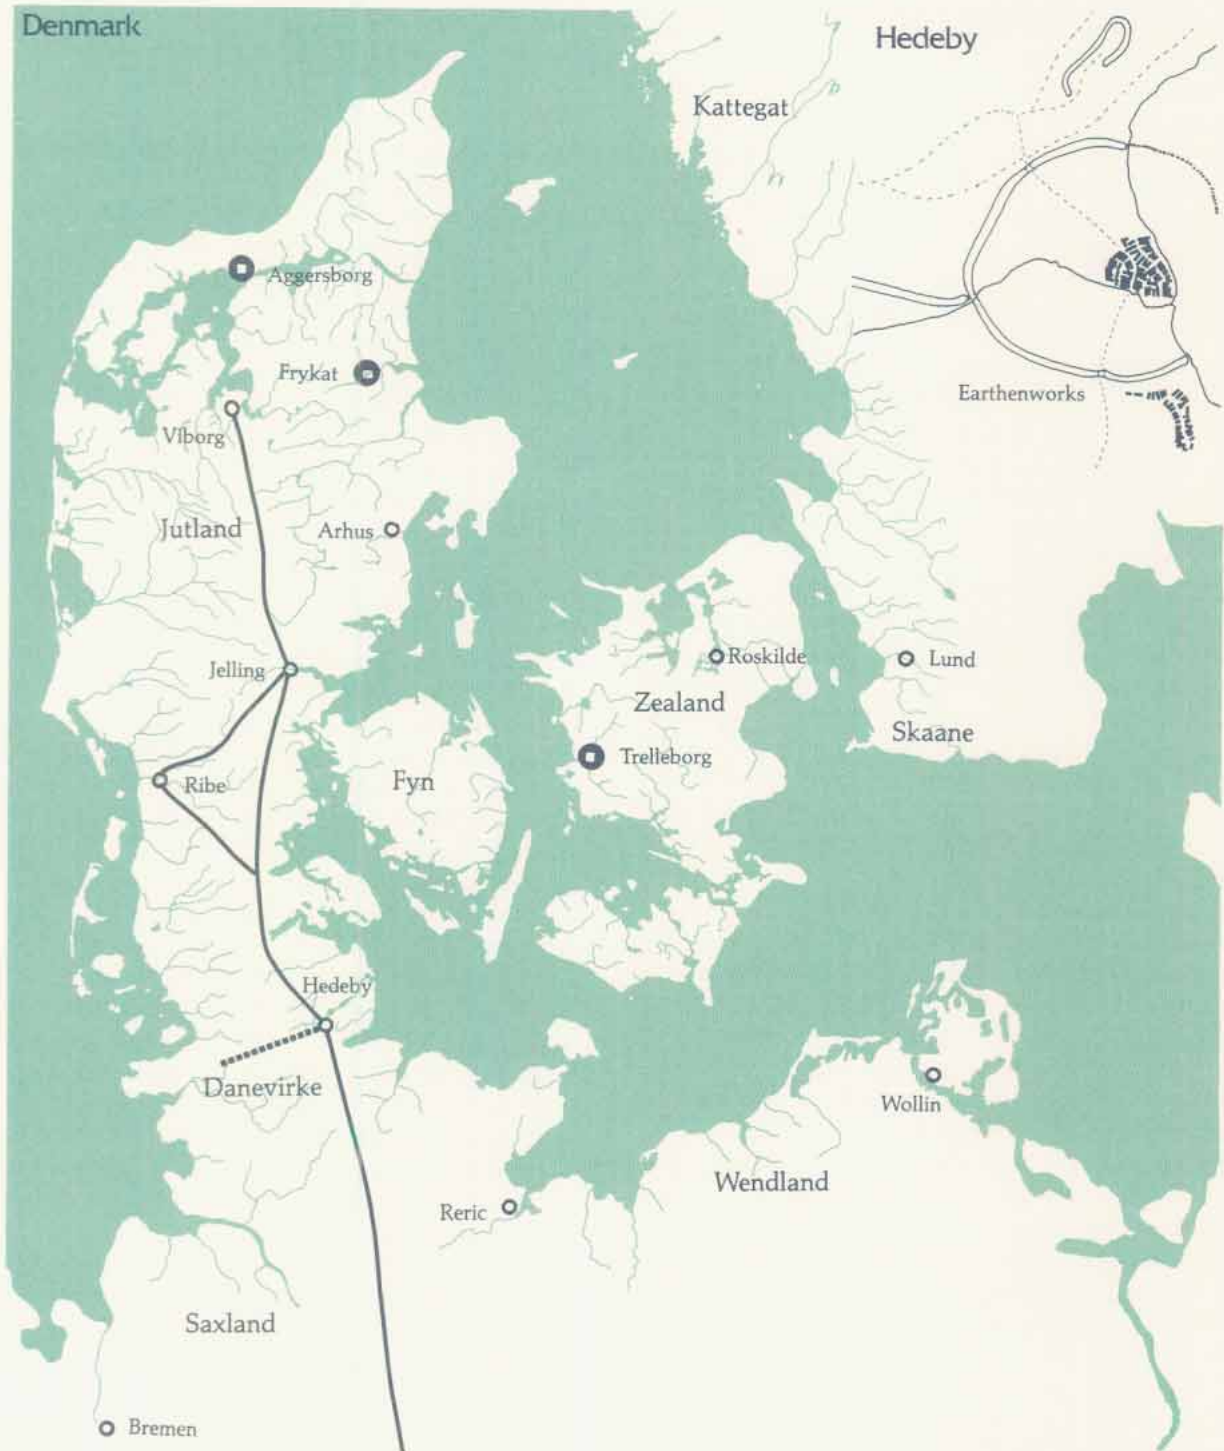 Denmark
Hedeby
Kattegat
Aggersborg
Frykat
Earthenworks
Viborg
Jutland
Arhus
Jelling
Roskilde
Lund
Zealand
Skaane
Trelleborg
Fyn
Ribe
Hedeby
Danevirke
Wollin
Wendland
Reric
Saxland
Bremen